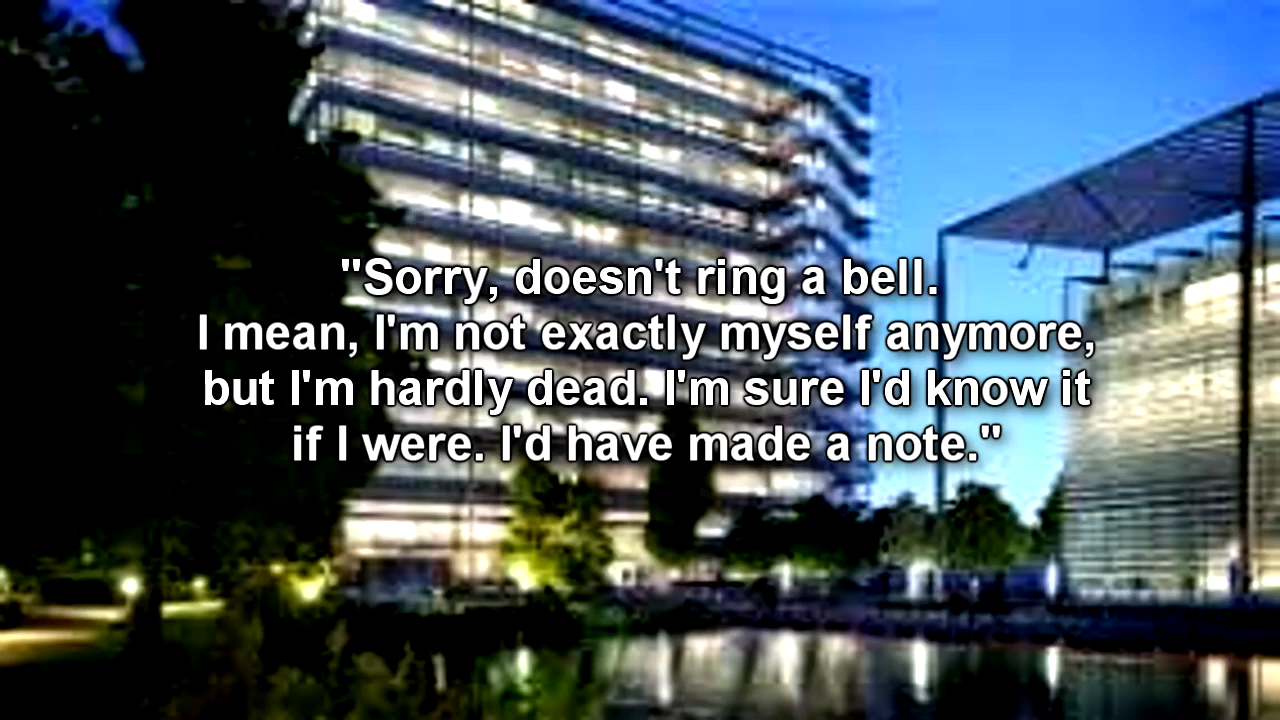 "Sorry, doesn't ring a bell.
I mean, I'm not exactly myself anymore,
but I'm hardly dead. I'm sure I'd know it
if I were. I'd have made a note."